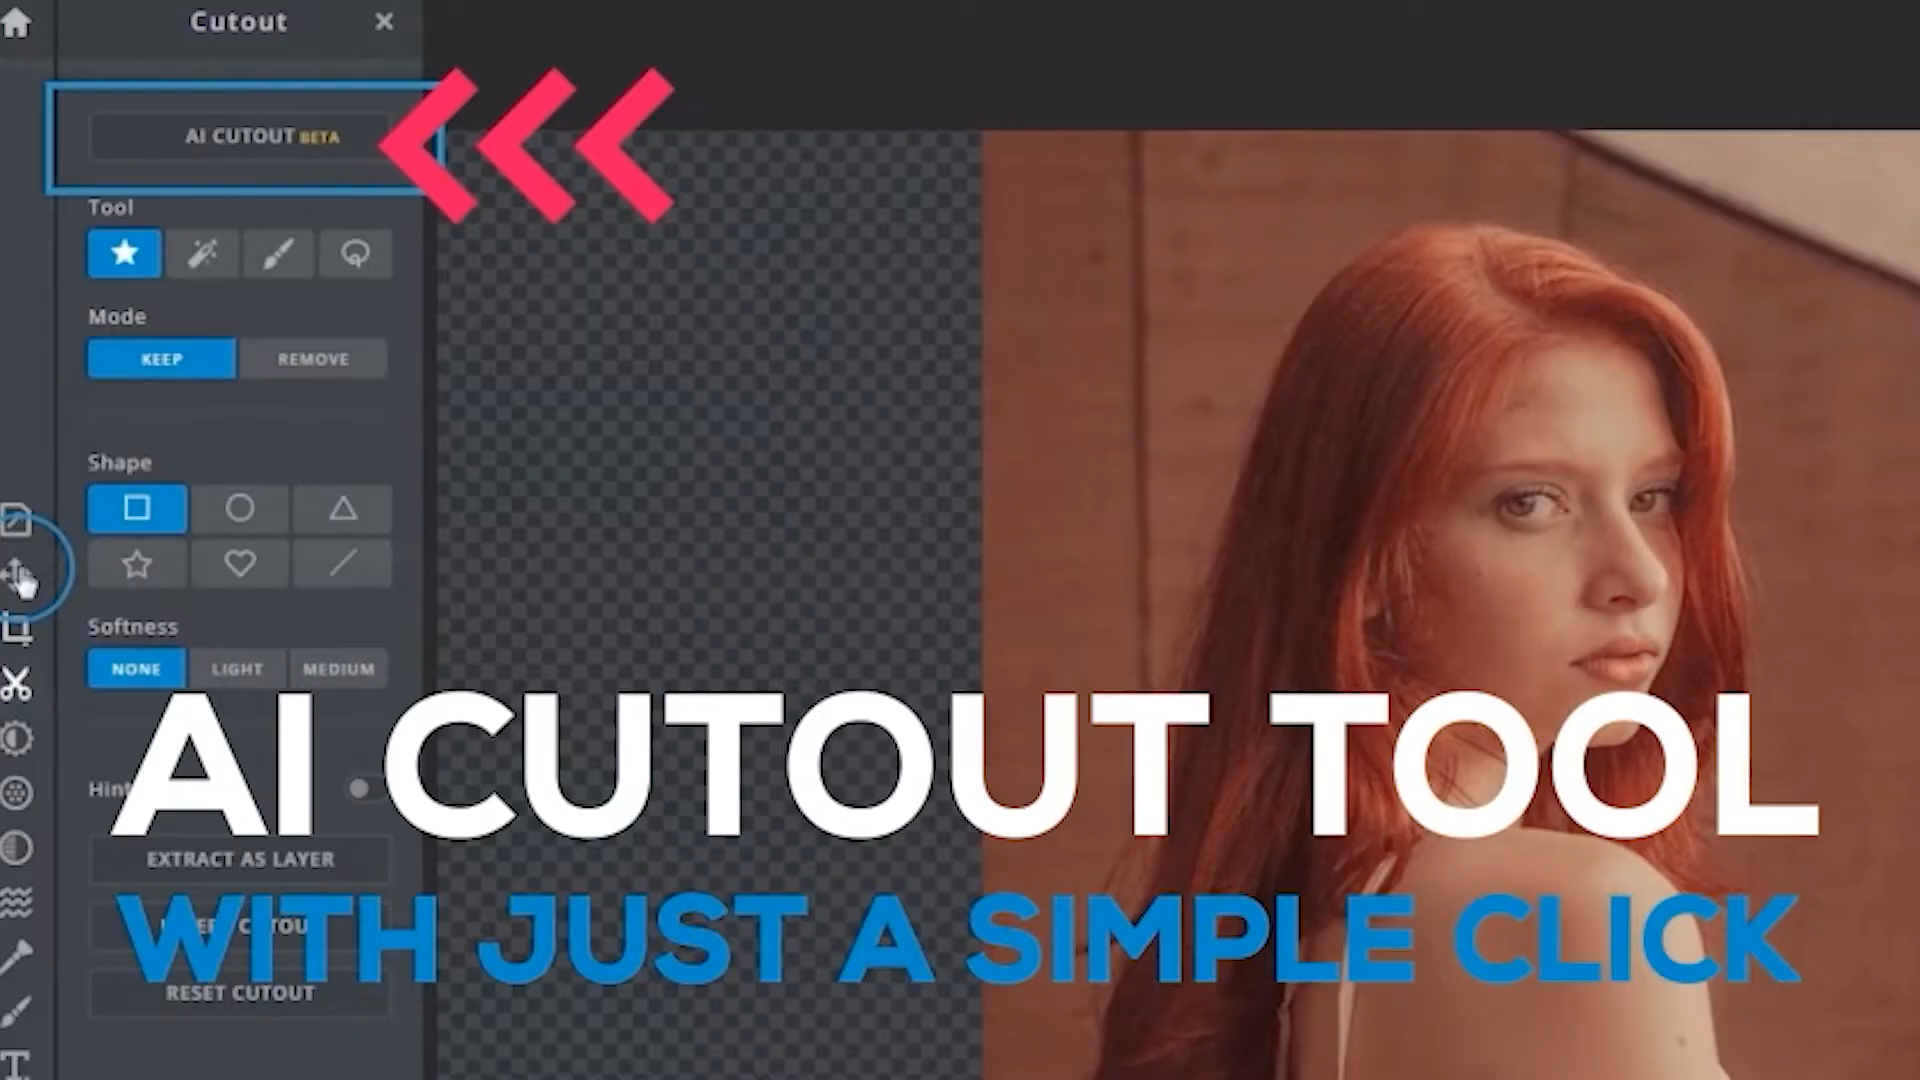 Cutout
AI CUTOUT BETA
Tool
Mode
KEEP REMOVE
Shape
Softness
NONE LIGHT MEDIUM
AI CUTOUT TOOL
EXTRACT AS LAYER
WITH JUST A SIMPLE CLICK
RESET CUTOUT